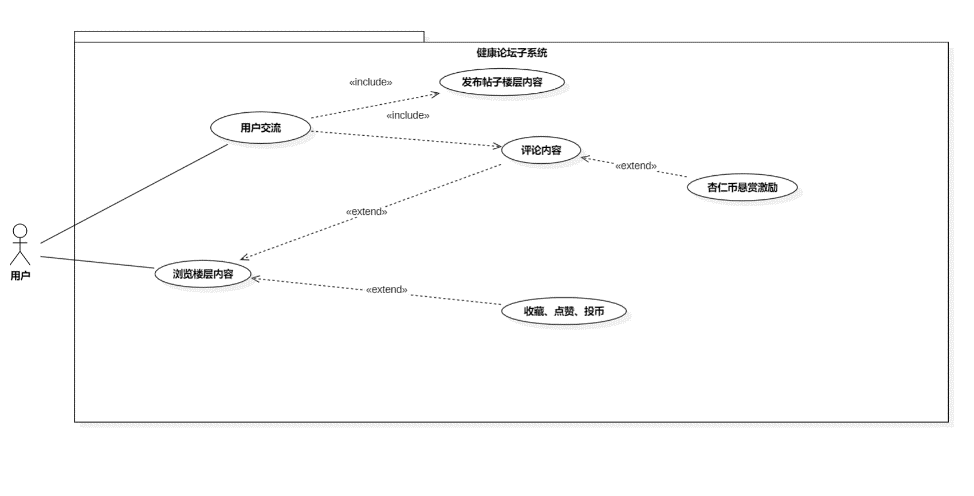 健康论坛子系统
«include»
发布帖子楼层内容
«include»
用户交流
评论内容
«extend»
杏仁币悬赏激励
«extend»
用户
浏览楼层内容
«extend»
收藏、点赞、投币